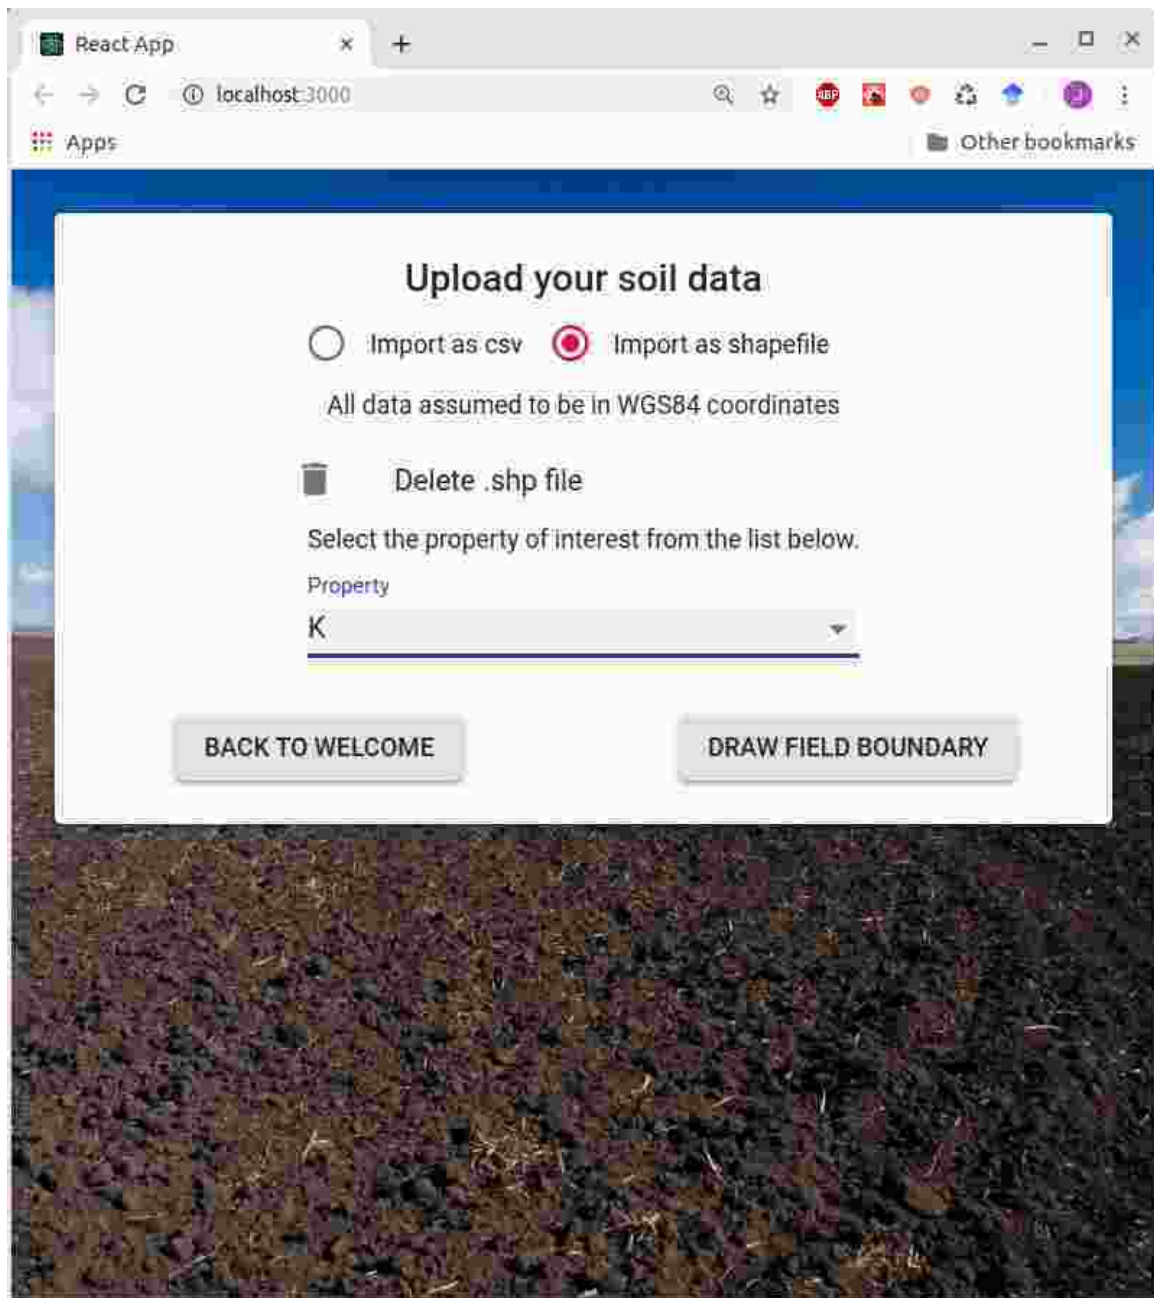 React App
localhost:3000
ABP
Apps
Other bookmarks
Upload your soil data
Import as csv Import as shapefile
All data assumed to be in WGS84 coordinates
Delete .shp file
Select the property of interest from the list below.
Property
K
BACK TO WELCOME DRAW FIELD BOUNDARY